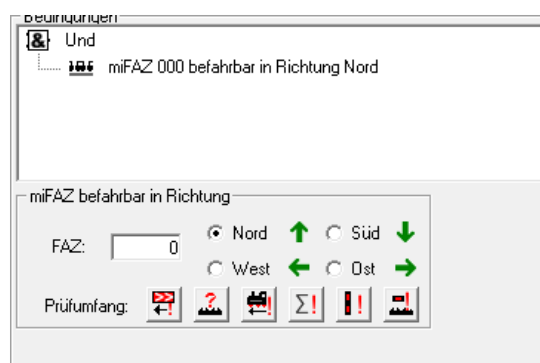 Bedingungen
& Und
miFAZ 000 befahrbar in Richtung Nord
miFAZ befahrbar in Richtung
FAZ: 0 Nord Süd
West Ost
Prüfumfang: ! ? ! Σ! ! !